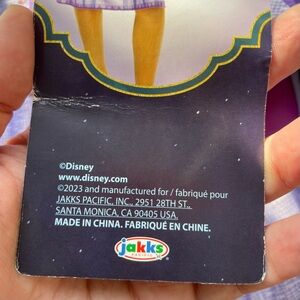 ©Disney
www.disney.com
©2023 and manufactured for / fabriqué pour
JAKKS PACIFIC, INC., 2951 28TH ST.,
SANTA MONICA, CA 90405 USA.
MADE IN CHINA. FABRIQUÉ EN CHINE.
jakks
PACIFIC